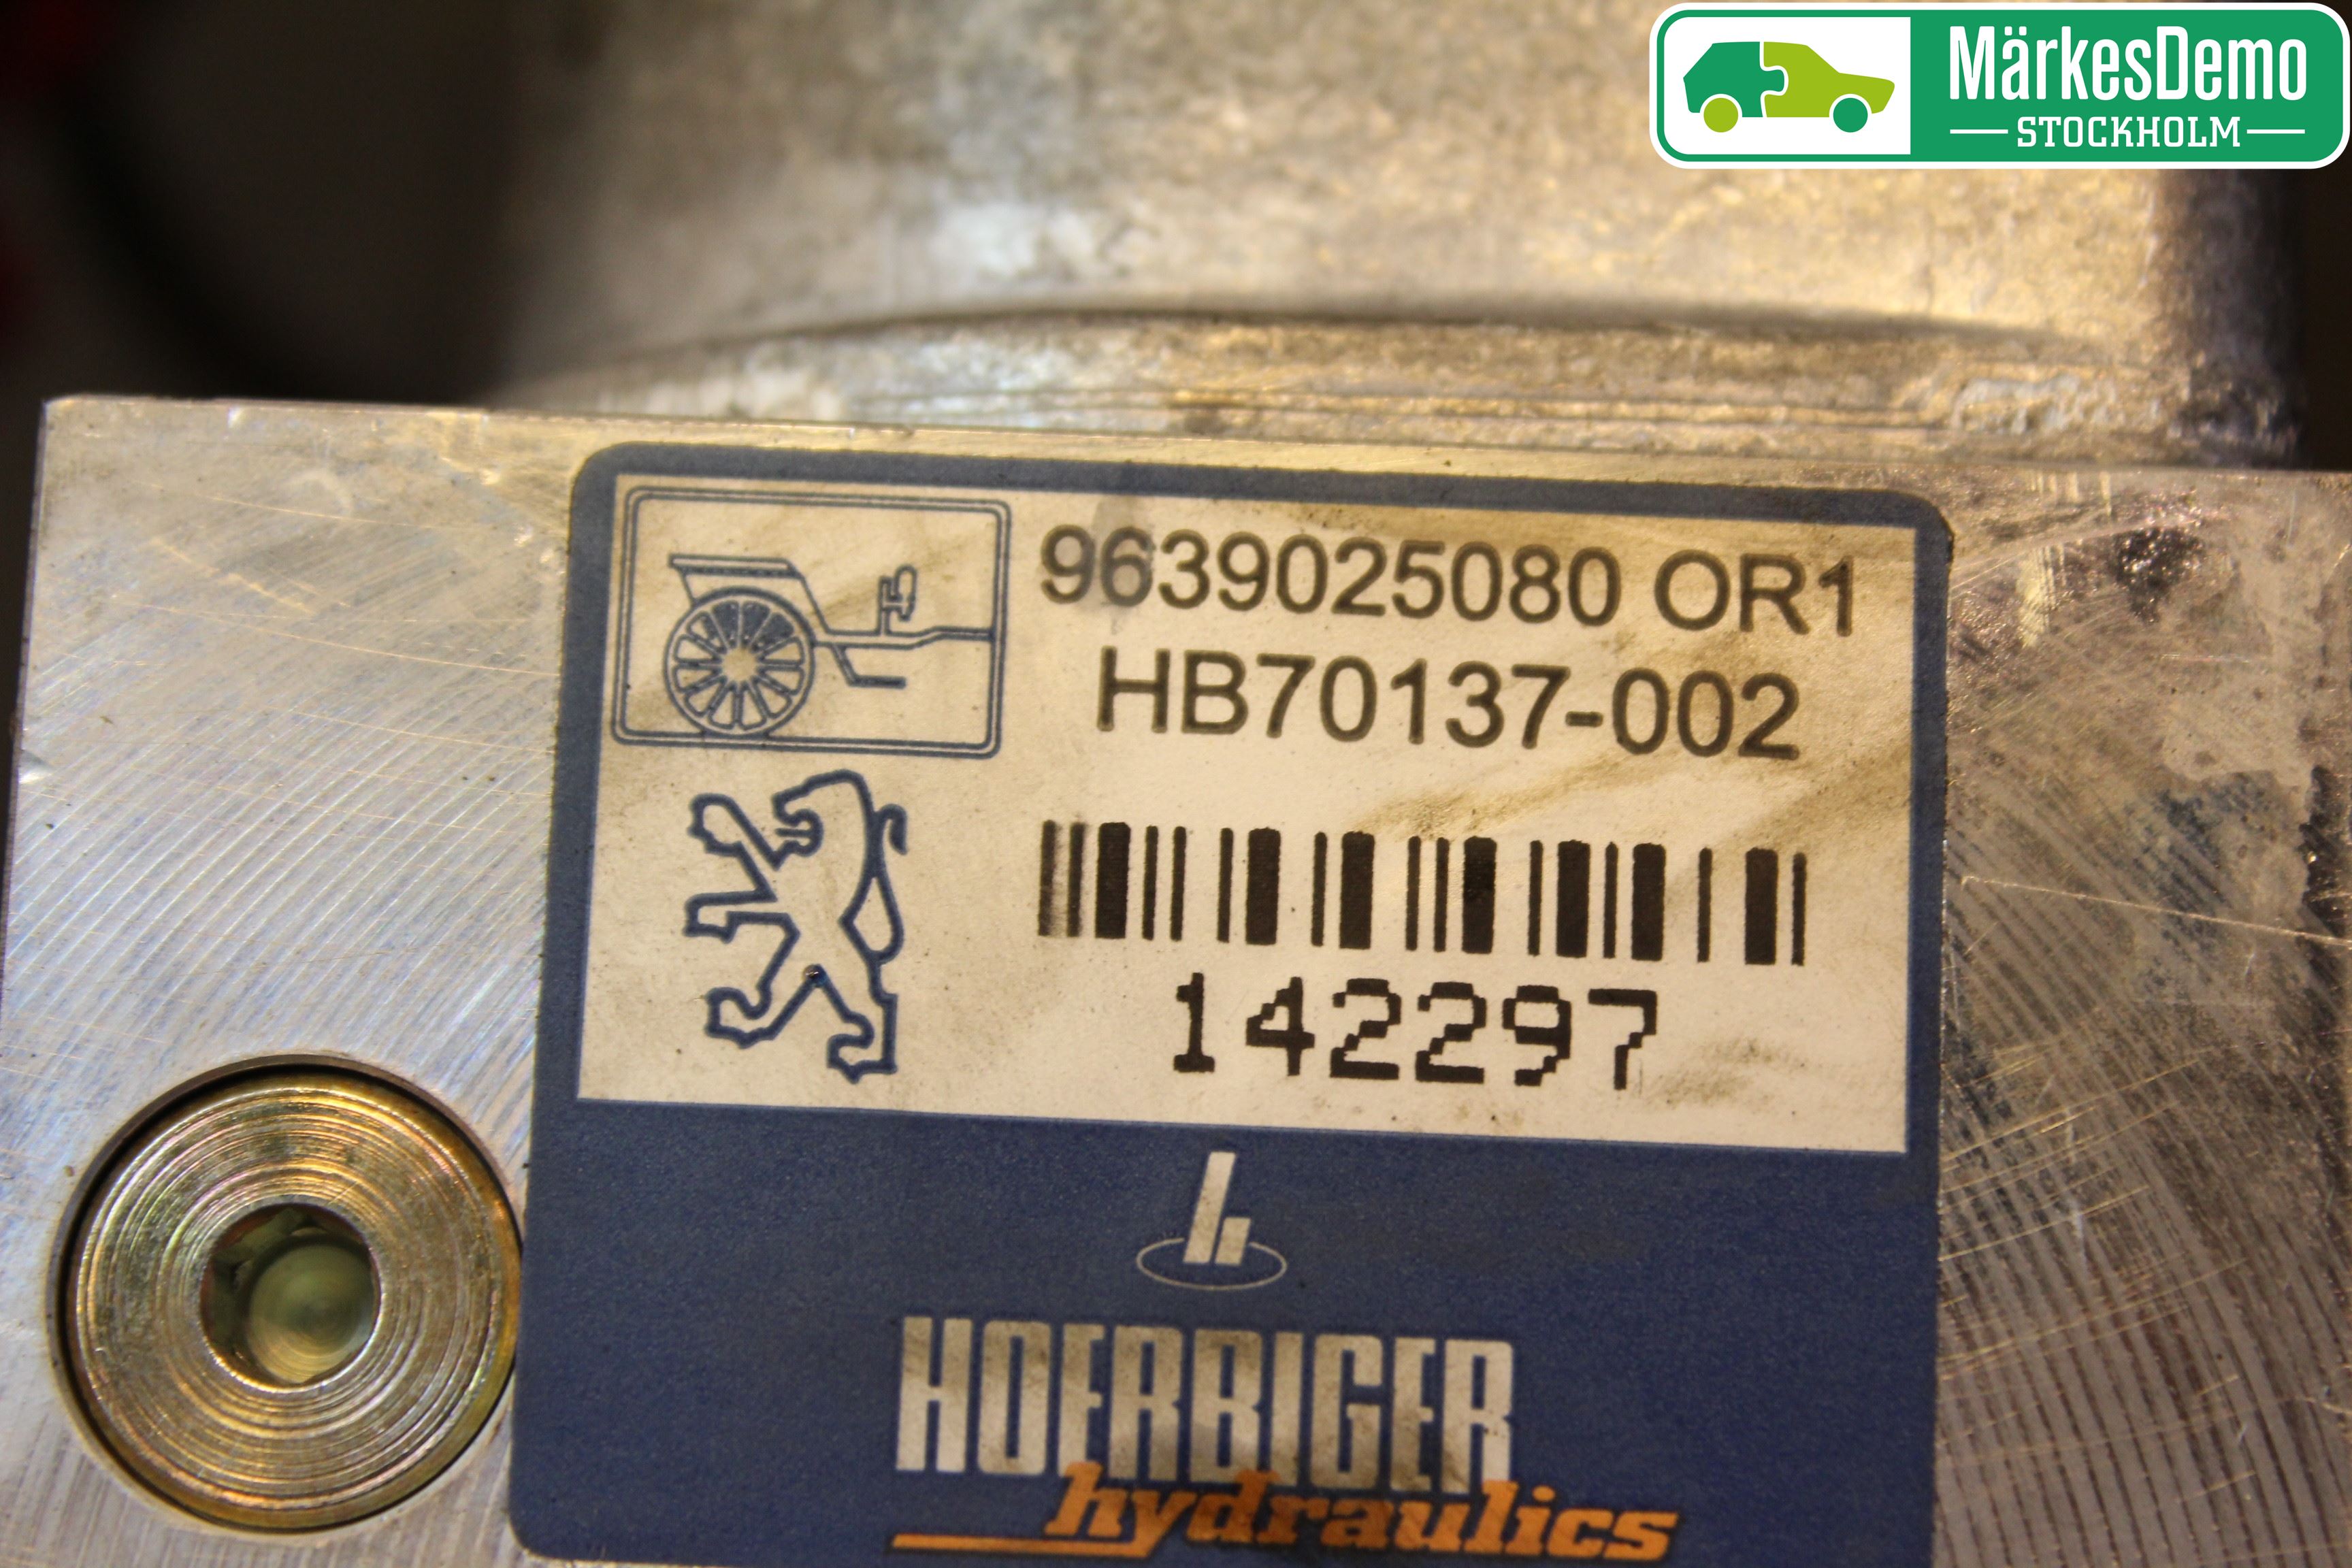 MärkesDemo
STOCKHOLM
9639025080 OR1
HB70137-002
142297
HOERBIGER
hydraulics